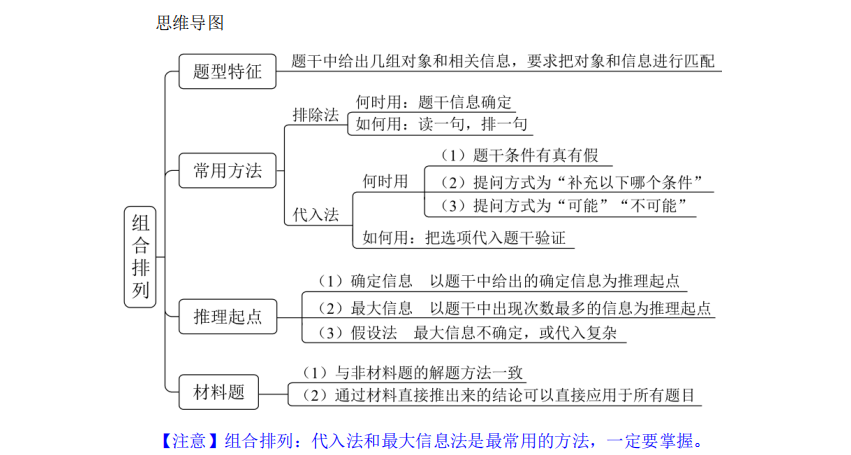 思维导图
组合排列
题型特征
题干中给出几组对象和相关信息，要求把对象和信息进行匹配
常用方法
排除法
何时用：题干信息确定
如何用：读一句，排一句
代入法
何时用
（1）题干条件有真有假
（2）提问方式为“补充以下哪个条件”
（3）提问方式为“可能”“不可能”
如何用：把选项代入题干验证
推理起点
（1）确定信息　以题干中给出的确定信息为推理起点
（2）最大信息　以题干中出现次数最多的信息为推理起点
（3）假设法　最大信息不确定，或代入复杂
材料题
（1）与非材料题的解题方法一致
（2）通过材料直接推出来的结论可以直接应用于所有题目
【注意】组合排列：代入法和最大信息法是最常用的方法，一定要掌握。